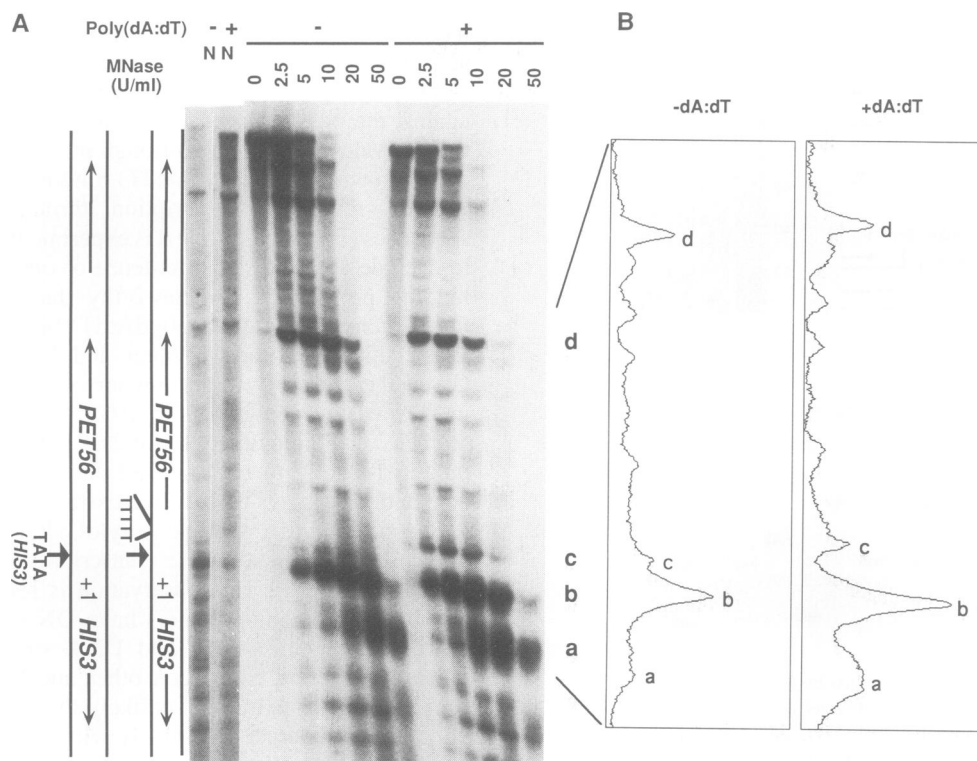 A
B
Poly(dA:dT)
- +
-
+
N N
MNase
(U/ml)
0 2.5 5 10 20 50
0 2.5 5 10 20 50
-dA:dT
+dA:dT
PET56
PET56
TATA
(HIS3)
TTTTT
+1
+1
HIS3
HIS3
d
c
b
a
d
c
b
a
d
c
b
a